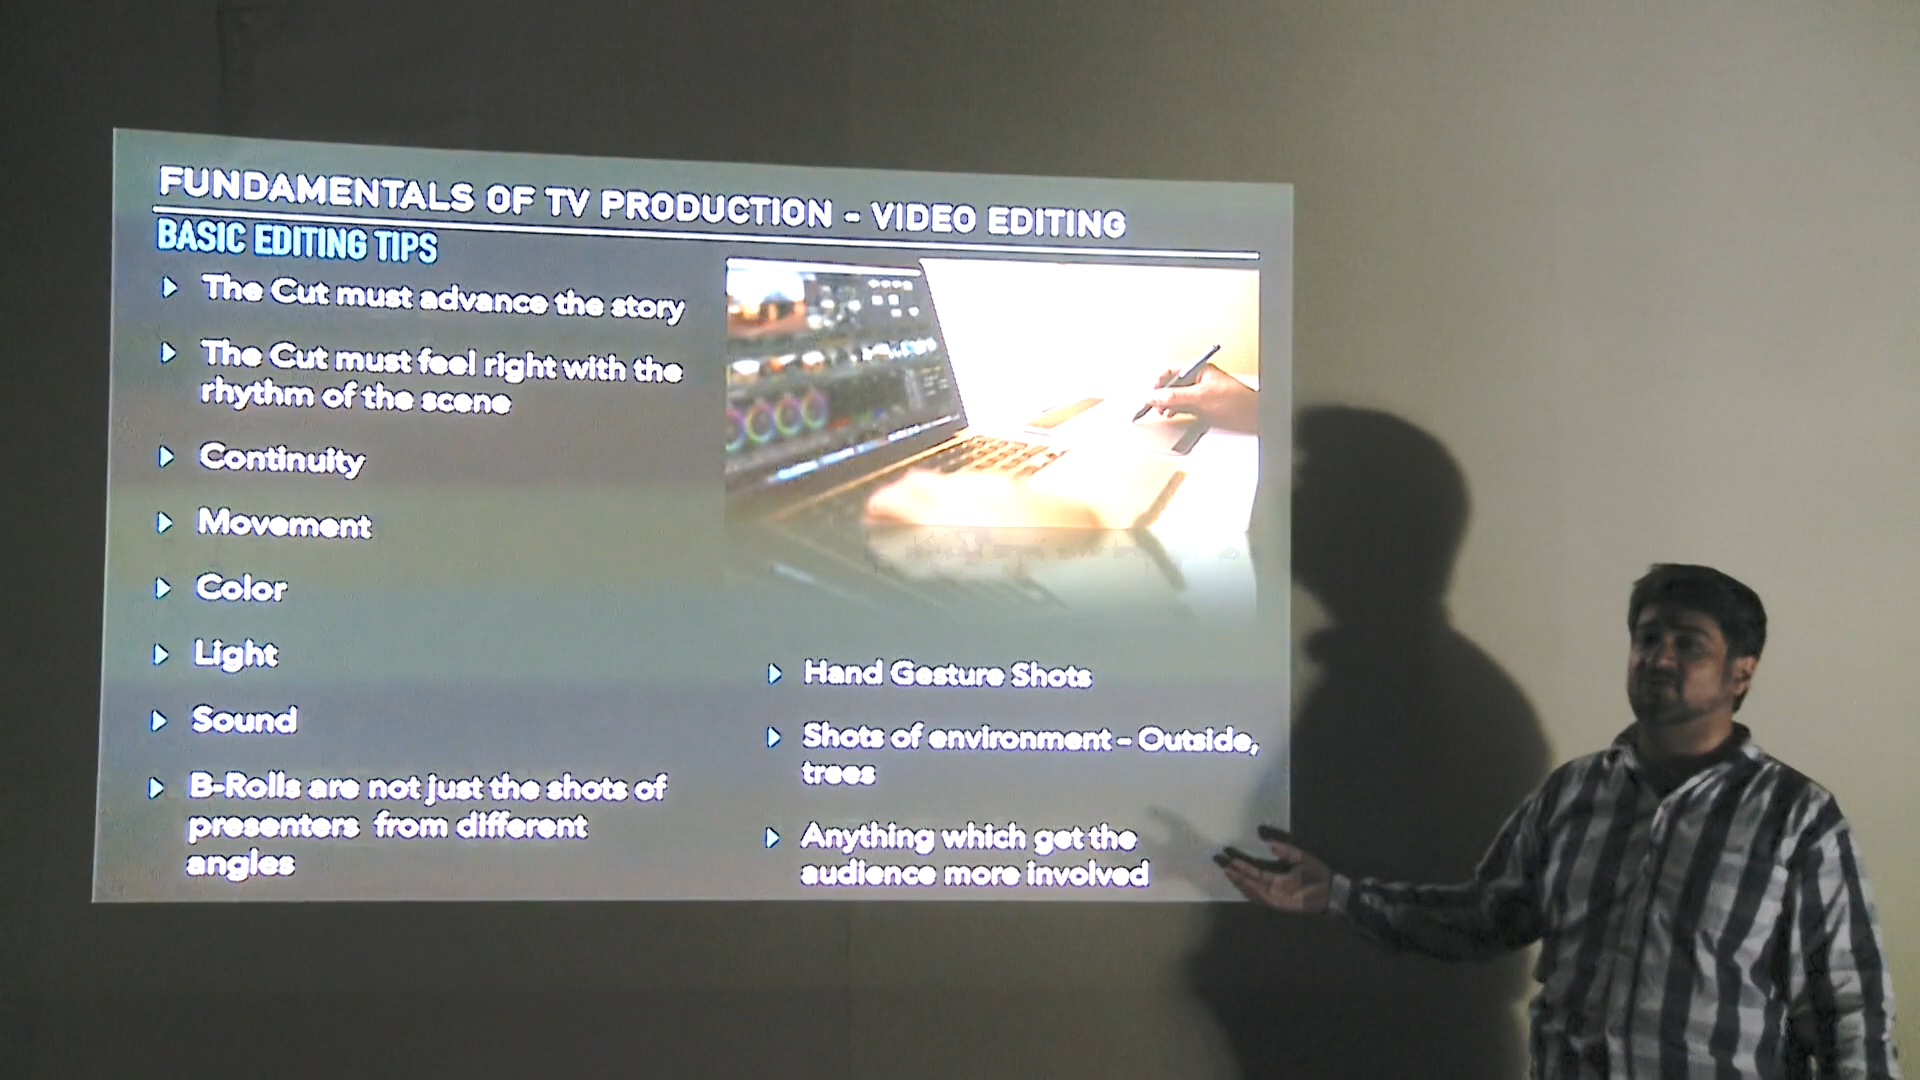 FUNDAMENTALS OF TV PRODUCTION - VIDEO EDITING
BASIC EDITING TIPS
The Cut must advance the story
The Cut must feel right with the
rhythm of the scene
Continuity
Movement
Color
Light
Sound
B-Rolls are not just the shots of
presenters from different
angles
Hand Gesture Shots
Shots of environment – Outside,
trees
Anything which get the
audience more involved